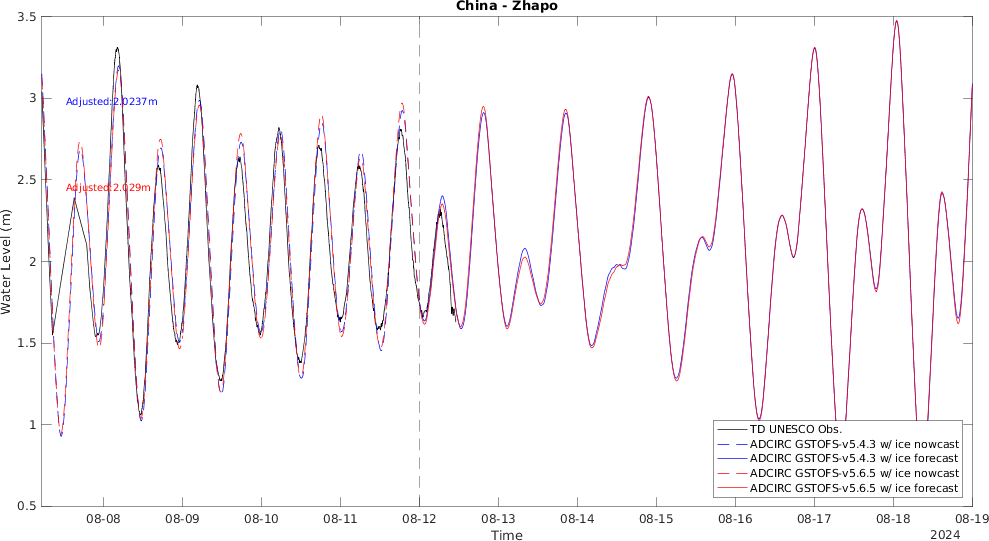 China - Zhapo
3.5
3
2.5
2
1.5
1
0.5
Water Level (m)
Adjusted:2.0237m
Adjusted:2.029m
TD UNESCO Obs.
ADCIRC GSTOFS-v5.4.3 w/ ice nowcast
ADCIRC GSTOFS-v5.4.3 w/ ice forecast
ADCIRC GSTOFS-v5.6.5 w/ ice nowcast
ADCIRC GSTOFS-v5.6.5 w/ ice forecast
08-08 08-09 08-10 08-11 08-12 08-13 08-14 08-15 08-16 08-17 08-18 08-19
Time
2024